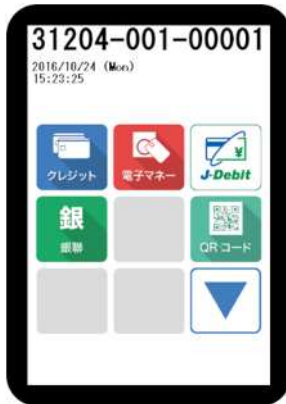 31204-001-00001
2016/10/24 (Mon)
15:23:25
クレジット
電子マネー
J-Debit
銀
銀聯
QRコード